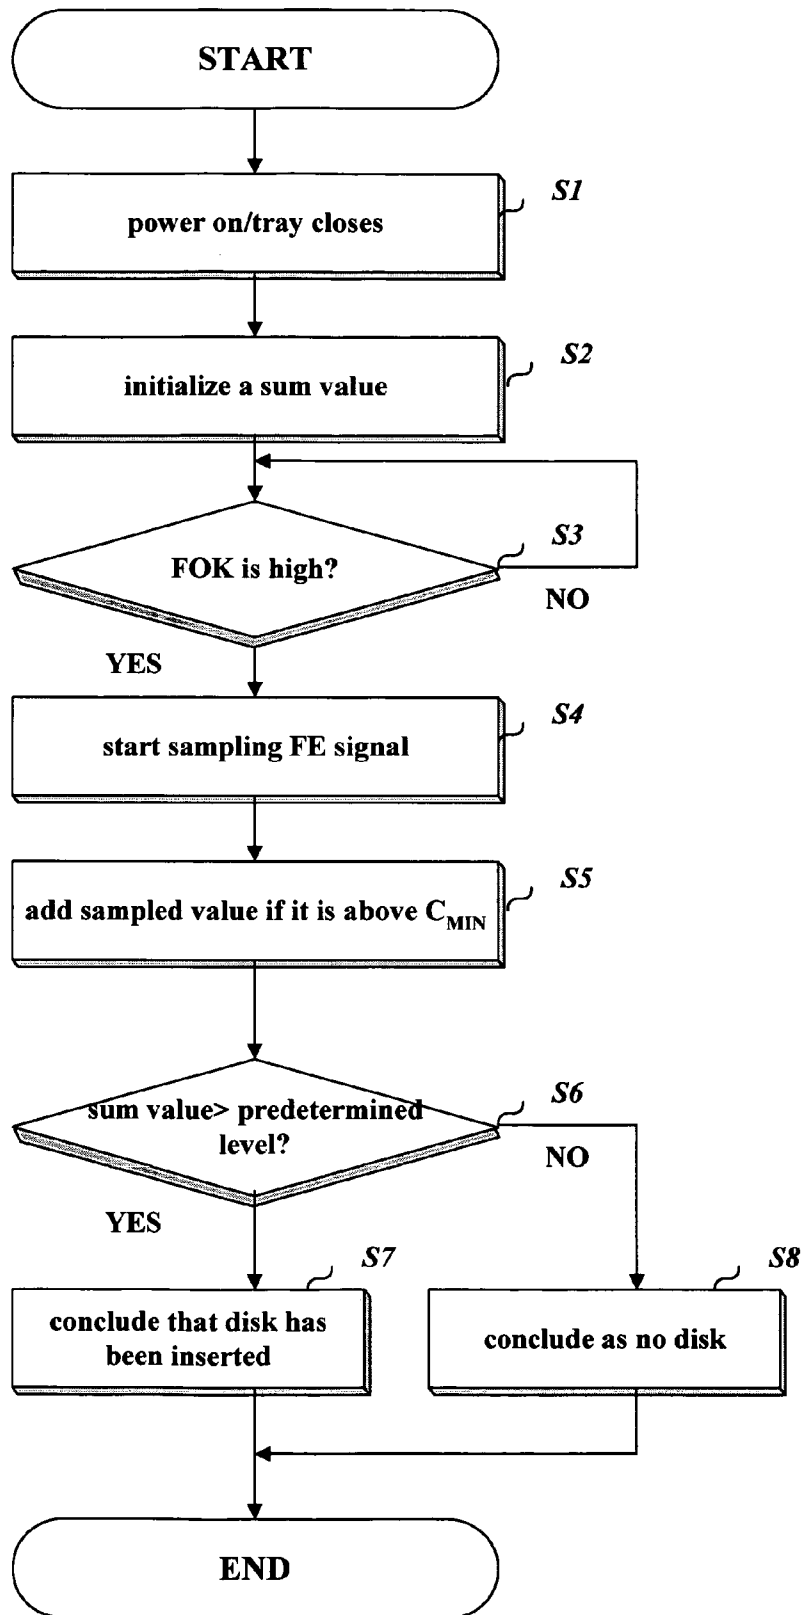 START
S1
power on/tray closes
S2
initialize a sum value
S3
FOK is high?
NO
YES
S4
start sampling FE signal
S5
add sampled value if it is above C_MIN
S6
sum value> predetermined
level?
NO
YES
S7
conclude that disk has
been inserted
S8
conclude as no disk
END